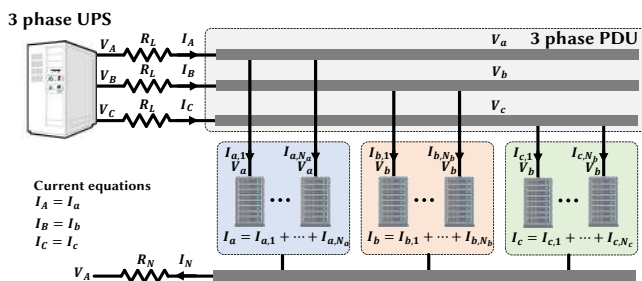 3 phase UPS
3 phase PDU
V_A R_L I_A V_a
V_B R_L I_B V_b
V_C R_L I_C V_c
I_{a,1} I_{a,N_a} I_{b,1} I_{b,N_b} I_{c,1} I_{c,N_b}
V_a V_a V_b V_b V_b V_b
... ... ...
I_a = I_{a,1} + ⋯ + I_{a,N_a} I_b = I_{b,1} + ⋯ + I_{b,N_b} I_c = I_{c,1} + ⋯ + I_{c,N_c}
Current equations
I_A = I_a
I_B = I_b
I_C = I_c
V_A R_N I_N